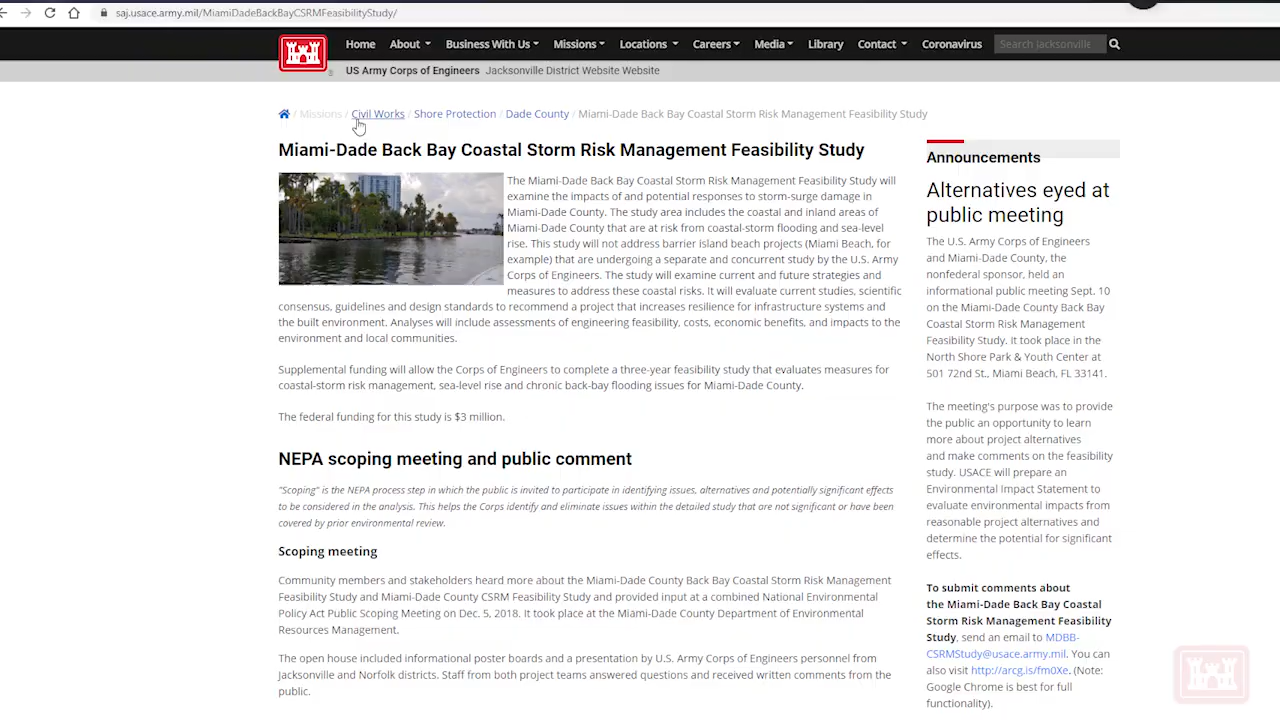 saj.usace.army.mil/MiamiDadeBackBayCSRMFeasibilityStudy/
Home About Business With Us Missions Locations Careers Media Library Contact Coronavirus Search Jacksonville
US Army Corps of Engineers Jacksonville District Website Website
/ Missions / Civil Works / Shore Protection / Dade County / Miami-Dade Back Bay Coastal Storm Risk Management Feasibility Study
Miami-Dade Back Bay Coastal Storm Risk Management Feasibility Study
The Miami-Dade Back Bay Coastal Storm Risk Management Feasibility Study will
examine the impacts of and potential responses to storm-surge damage in
Miami-Dade County. The study area includes the coastal and inland areas of
Miami-Dade County that are at risk from coastal-storm flooding and sea-level
rise. This study will not address barrier island beach projects (Miami Beach, for
example) that are undergoing a separate and concurrent study by the U.S. Army
Corps of Engineers. The study will examine current and future strategies and
measures to address these coastal risks. It will evaluate current studies, scientific
consensus, guidelines and design standards to recommend a project that increases resilience for infrastructure systems and
the built environment. Analyses will include assessments of engineering feasibility, costs, economic benefits, and impacts to the
environment and local communities.
Supplemental funding will allow the Corps of Engineers to complete a three-year feasibility study that evaluates measures for
coastal-storm risk management, sea-level rise and chronic back-bay flooding issues for Miami-Dade County.
The federal funding for this study is $3 million.
NEPA scoping meeting and public comment
"Scoping" is the NEPA process step in which the public is invited to participate in identifying issues, alternatives and potentially significant effects
to be considered in the analysis. This helps the Corps identify and eliminate issues within the detailed study that are not significant or have been
covered by prior environmental review.
Scoping meeting
Community members and stakeholders heard more about the Miami-Dade County Back Bay Coastal Storm Risk Management
Feasibility Study and Miami-Dade County CSRM Feasibility Study and provided input at a combined National Environmental
Policy Act Public Scoping Meeting on Dec. 5, 2018. It took place at the Miami-Dade County Department of Environmental
Resources Management.
The open house included informational poster boards and a presentation by U.S. Army Corps of Engineers personnel from
Jacksonville and Norfolk districts. Staff from both project teams answered questions and received written comments from the
public.
Announcements
Alternatives eyed at
public meeting
The U.S. Army Corps of Engineers
and Miami-Dade County, the
nonfederal sponsor, held an
informational public meeting Sept. 10
on the Miami-Dade County Back Bay
Coastal Storm Risk Management
Feasibility Study. It took place in the
North Shore Park & Youth Center at
501 72nd St., Miami Beach, FL 33141.
The meeting's purpose was to provide
the public an opportunity to learn
more about project alternatives
and make comments on the feasibility
study. USACE will prepare an
Environmental Impact Statement to
evaluate environmental impacts from
reasonable project alternatives and
determine the potential for significant
effects.
To submit comments about
the Miami-Dade Back Bay Coastal
Storm Risk Management Feasibility
Study, send an email to MDBB-
CSRMStudy@usace.army.mil. You can
also visit http://arcg.is/fm0Xe. (Note:
Google Chrome is best for full
functionality).